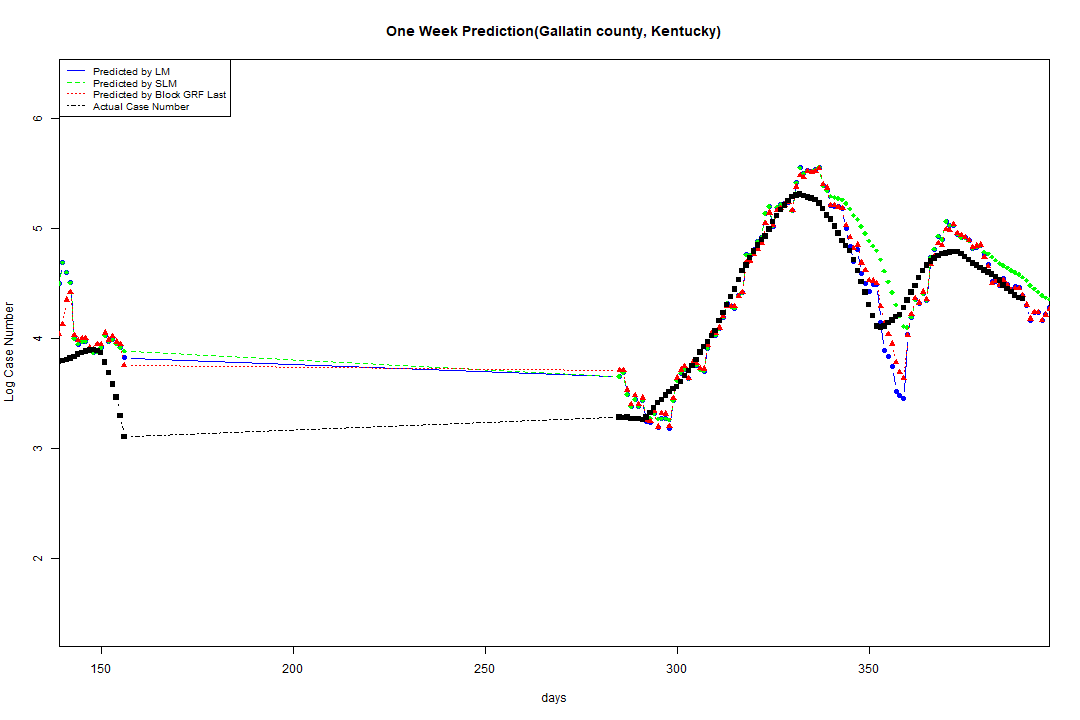 One Week Prediction(Gallatin county, Kentucky)
Predicted by LM
Predicted by SLM
Predicted by Block GRF Last
Actual Case Number
Log Case Number
6
5
4
3
2
150 200 250 300 350
days